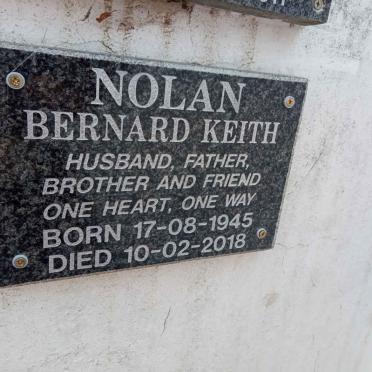 NOLAN
BERNARD KEITH
HUSBAND, FATHER,
BROTHER AND FRIEND
ONE HEART, ONE WAY
BORN 17-08-1945
DIED 10-02-2018